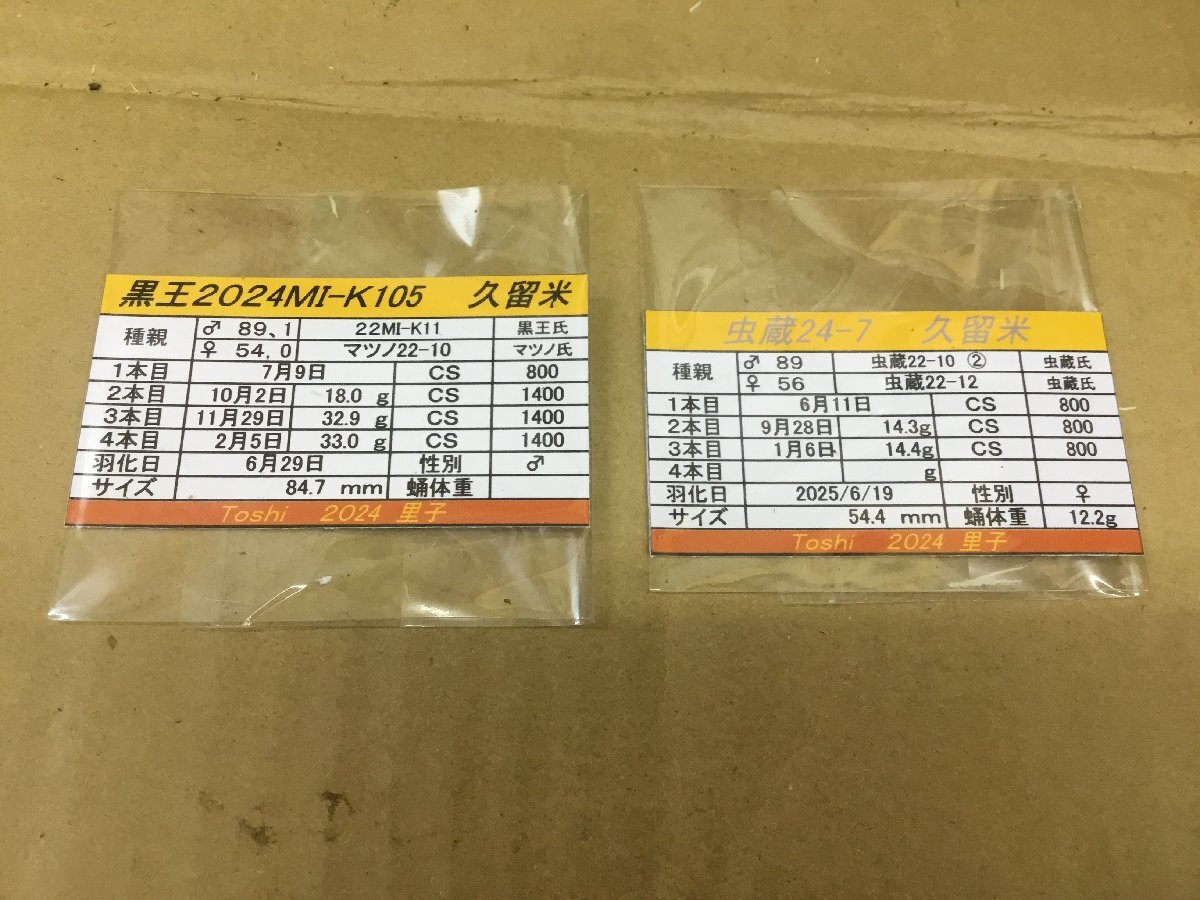 黒王2024MI-K105 久留米
種親 ♂ 89、1 22MI-K11 黒王氏
♀ 54,0 マツノ22-10 マツノ氏
1本目 7月9日 CS 800
2本目 10月2日 18.0 g CS 1400
3本目 11月29日 32.9 g CS 1400
4本目 2月5日 33.0 g CS 1400
羽化日 6月29日 性別 ♂
サイズ 84.7 mm 蛹体重
Toshi 2024 里子
虫蔵24-7 久留米
種親 ♂ 89 虫蔵22-10 ② 虫蔵氏
♀ 56 虫蔵22-12 虫蔵氏
1本目 6月11日 CS 800
2本目 9月28日 14.3g CS 800
3本目 1月6日 14.4g CS 800
4本目 g
羽化日 2025/6/19 性別 ♀
サイズ 54.4 mm 蛹体重 12.2g
Toshi 2024 里子